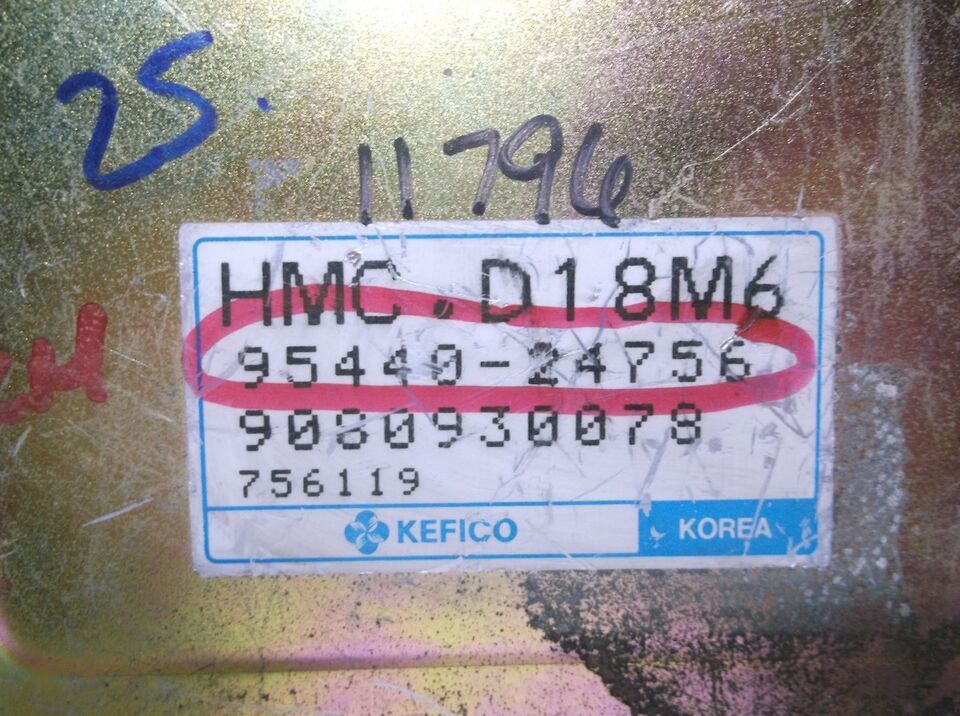 25.
11796
HMC.D18M6
95440-24756
9080930078
756119
KEFICO
KOREA